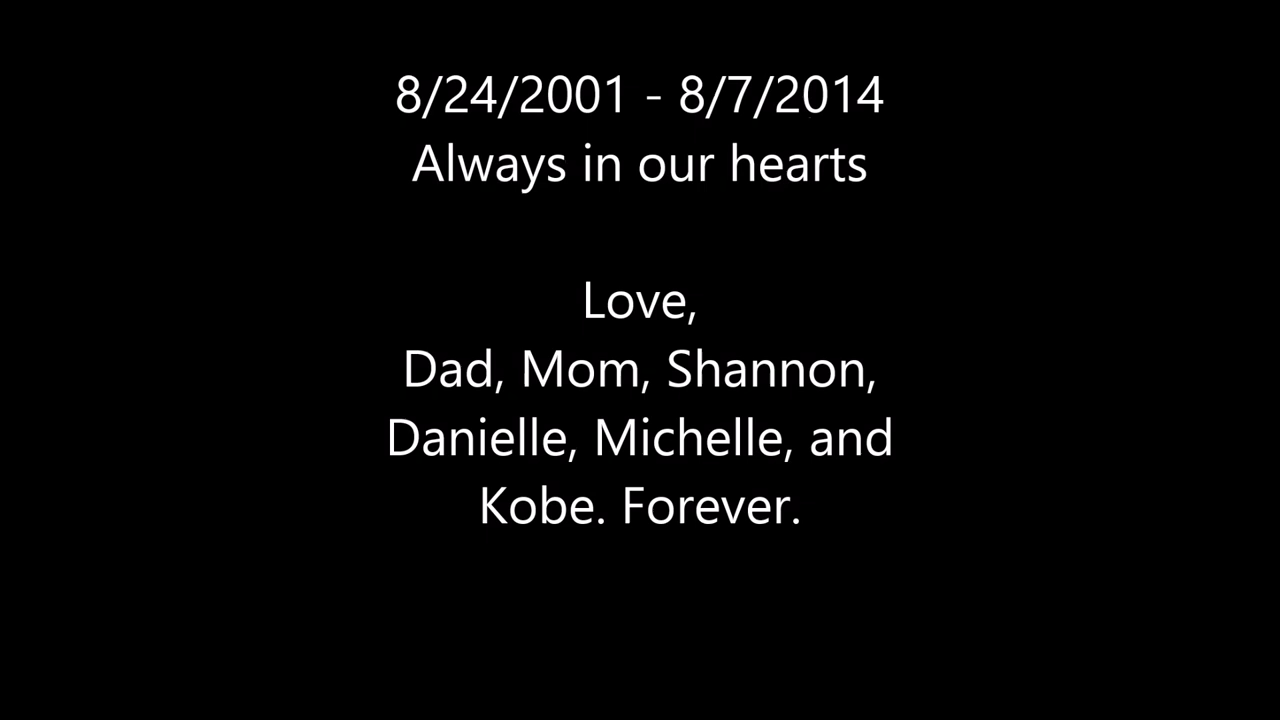 8/24/2001 - 8/7/2014
Always in our hearts
Love,
Dad, Mom, Shannon,
Danielle, Michelle, and
Kobe. Forever.